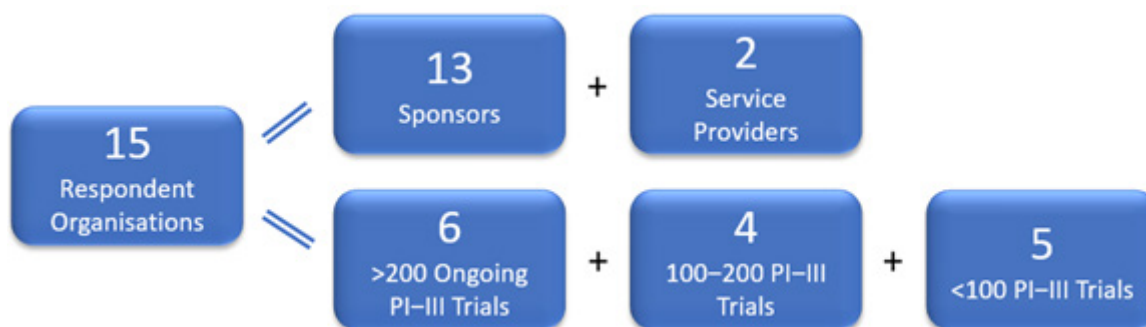 15
Respondent
Organisations
13
Sponsors
+
2
Service
Providers
6
>200 Ongoing
PI–III Trials
+
4
100–200 PI–III
Trials
+
5
<100 PI–III Trials